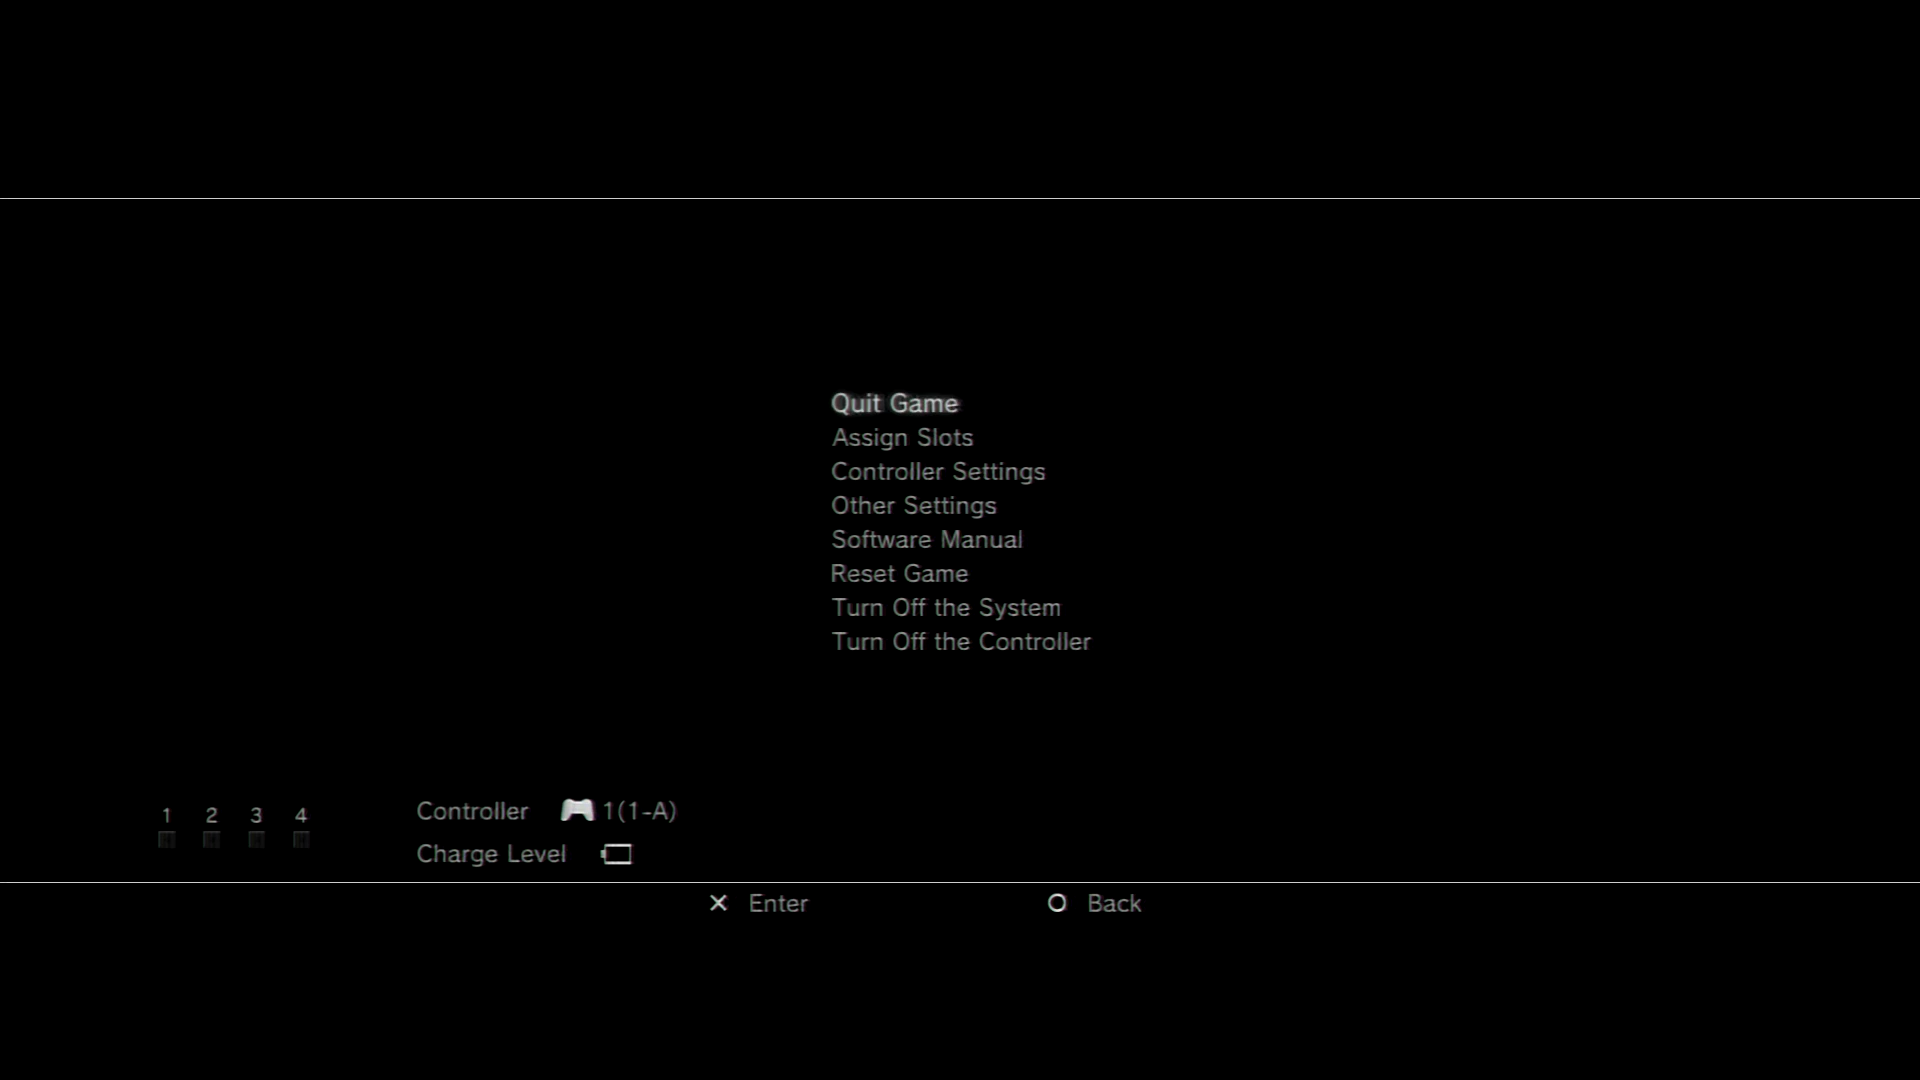 Quit Game
Assign Slots
Controller Settings
Other Settings
Software Manual
Reset Game
Turn Off the System
Turn Off the Controller
1 2 3 4
Controller 1(1-A)
Charge Level
Enter Back